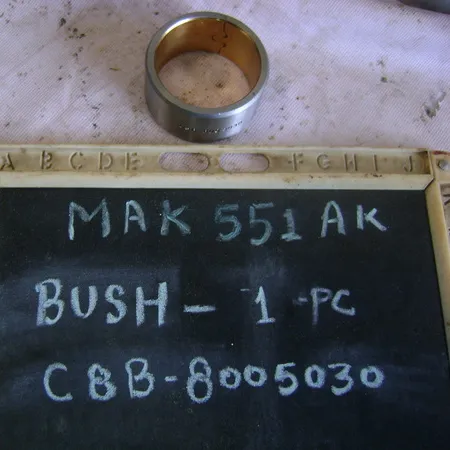 A B C D E F G H I J
MAK 551 AK
BUSH - 1 - PC
CBB-8005030